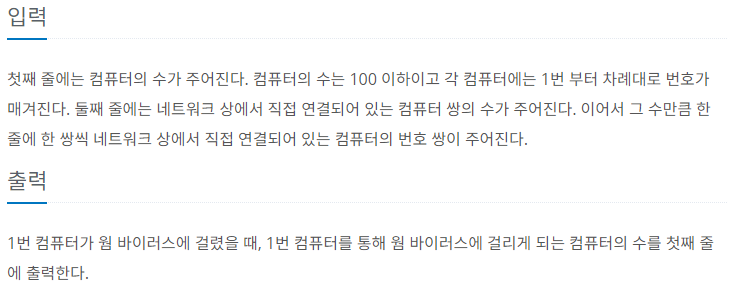 입력
첫째 줄에는 컴퓨터의 수가 주어진다. 컴퓨터의 수는 100 이하이고 각 컴퓨터에는 1번 부터 차례대로 번호가
매겨진다. 둘째 줄에는 네트워크 상에서 직접 연결되어 있는 컴퓨터 쌍의 수가 주어진다. 이어서 그 수만큼 한
줄에 한 쌍씩 네트워크 상에서 직접 연결되어 있는 컴퓨터의 번호 쌍이 주어진다.
출력
1번 컴퓨터가 웜 바이러스에 걸렸을 때, 1번 컴퓨터를 통해 웜 바이러스에 걸리게 되는 컴퓨터의 수를 첫째 줄
에 출력한다.